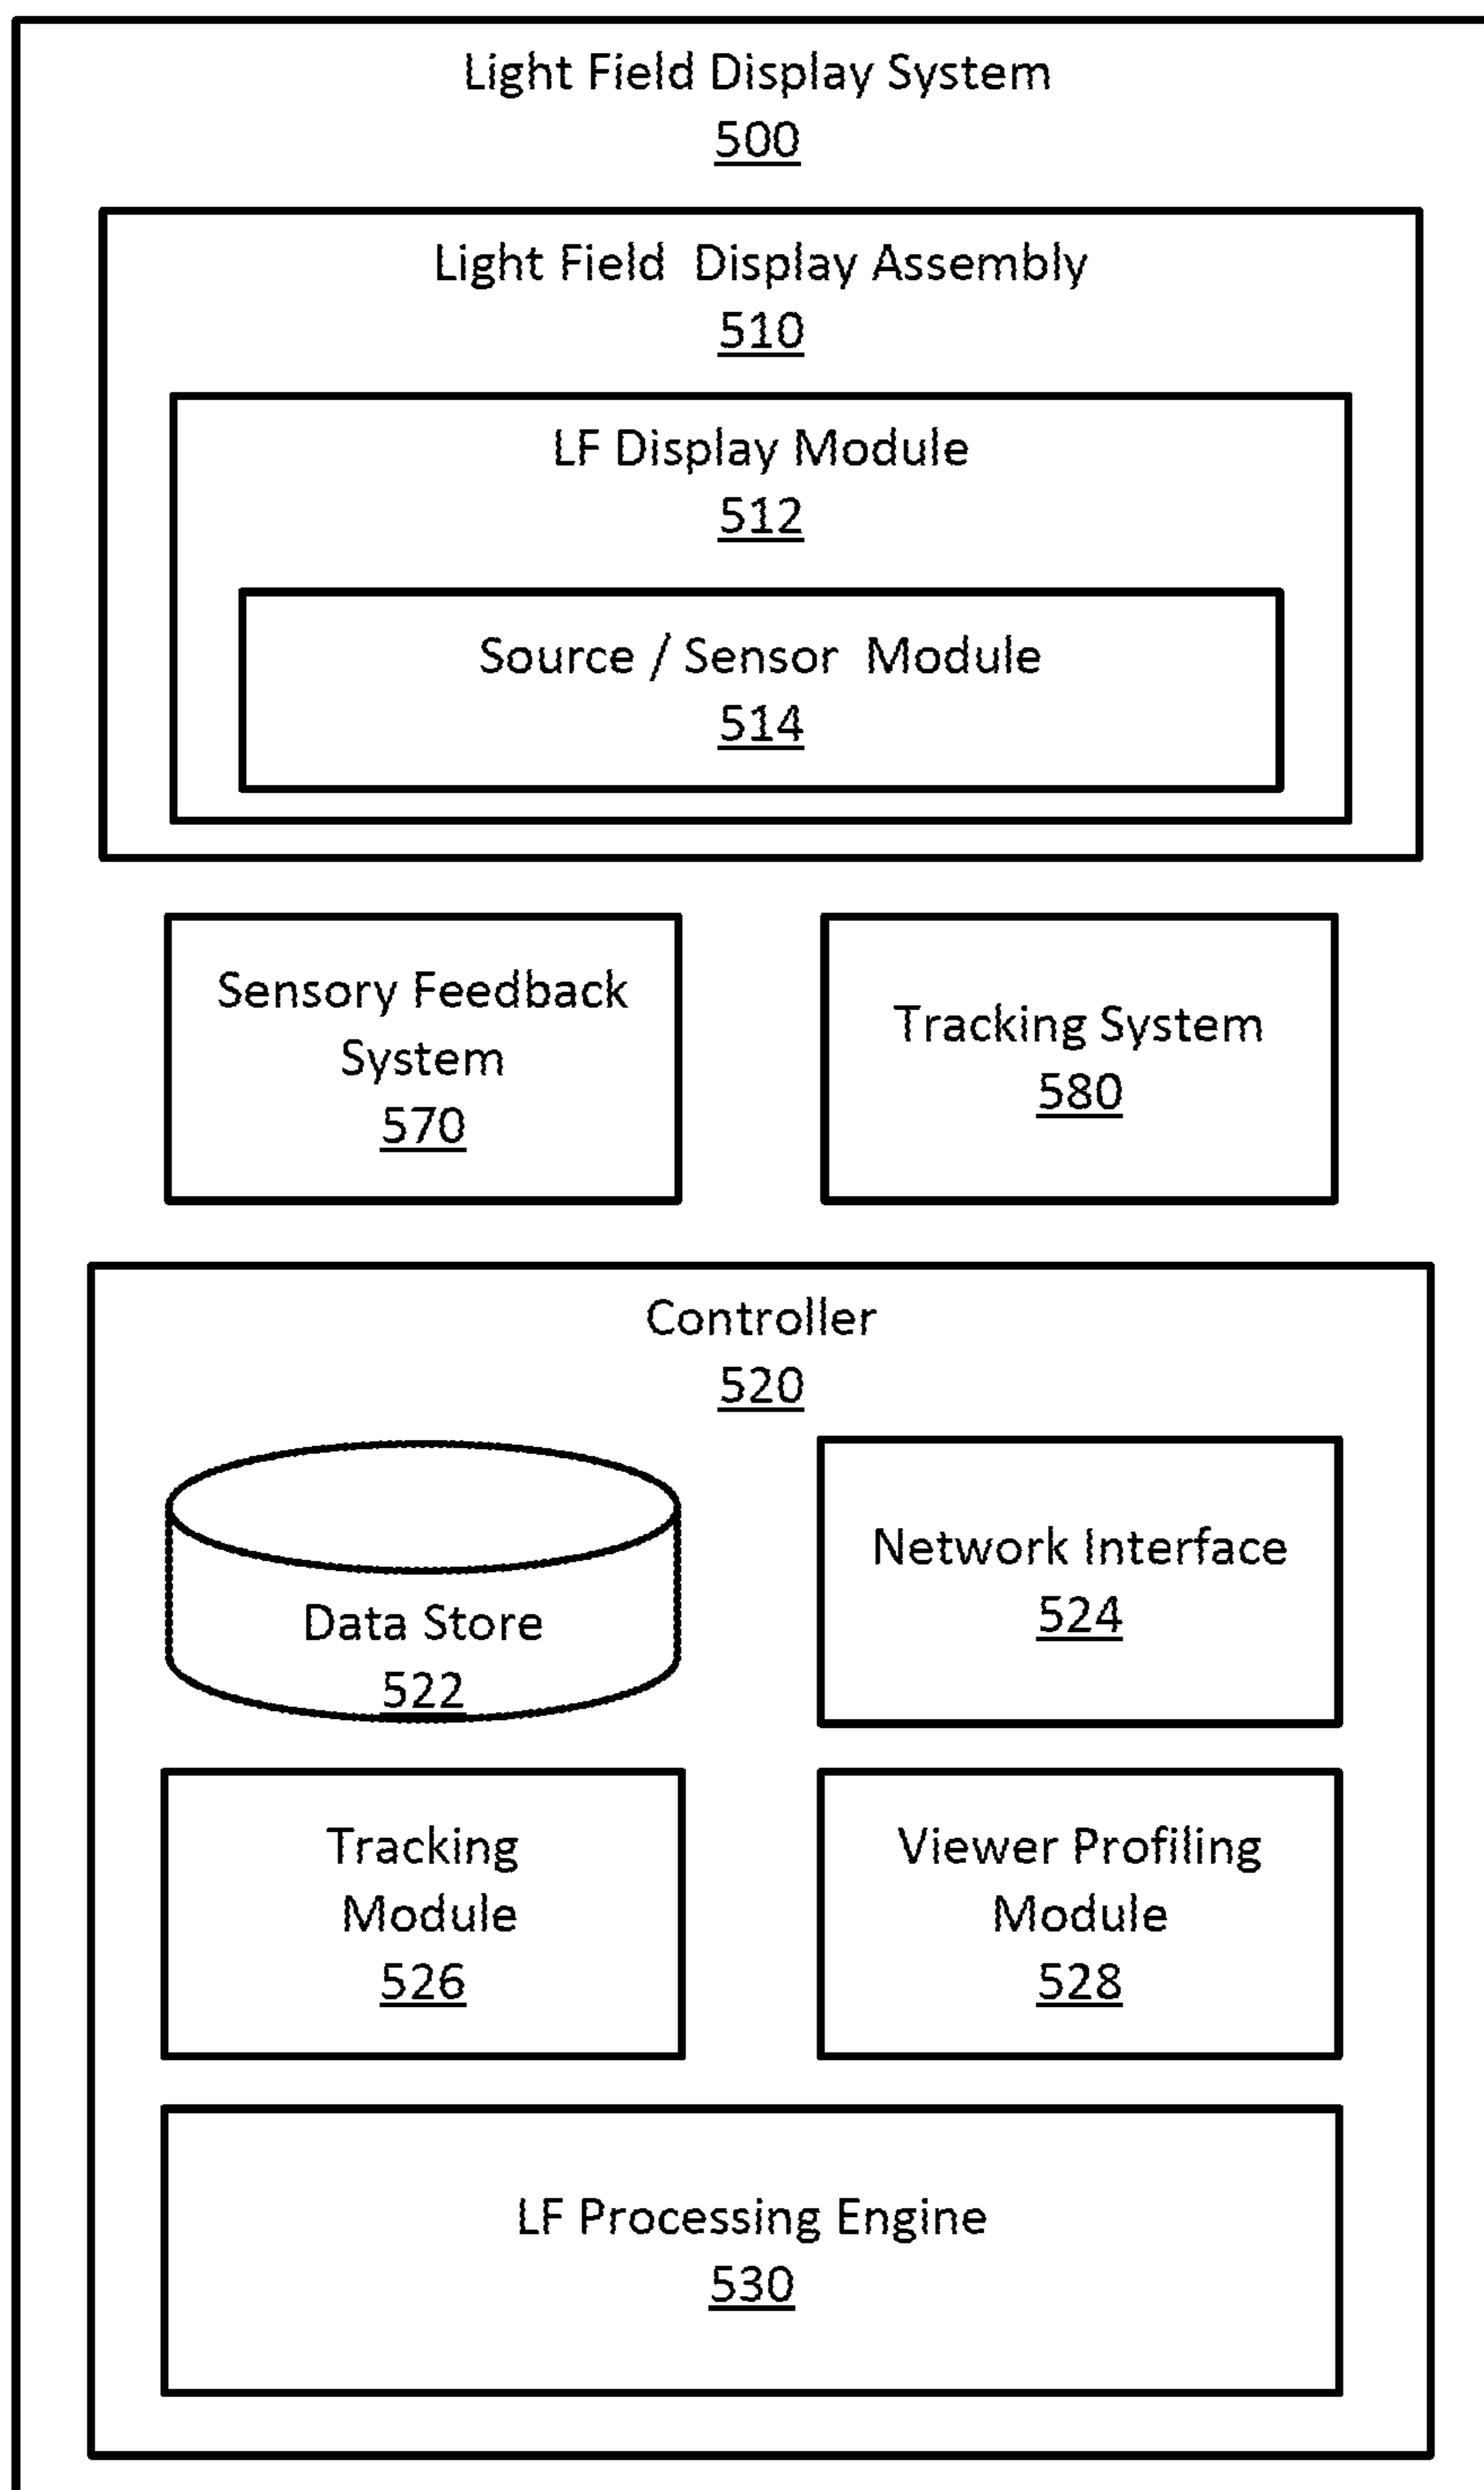 Light Field Display System
500
Light Field Display Assembly
510
LF Display Module
512
Source / Sensor Module
514
Sensory Feedback
System
570
Tracking System
580
Controller
520
Data Store
522
Network Interface
524
Tracking
Module
526
Viewer Profiling
Module
528
LF Processing Engine
530